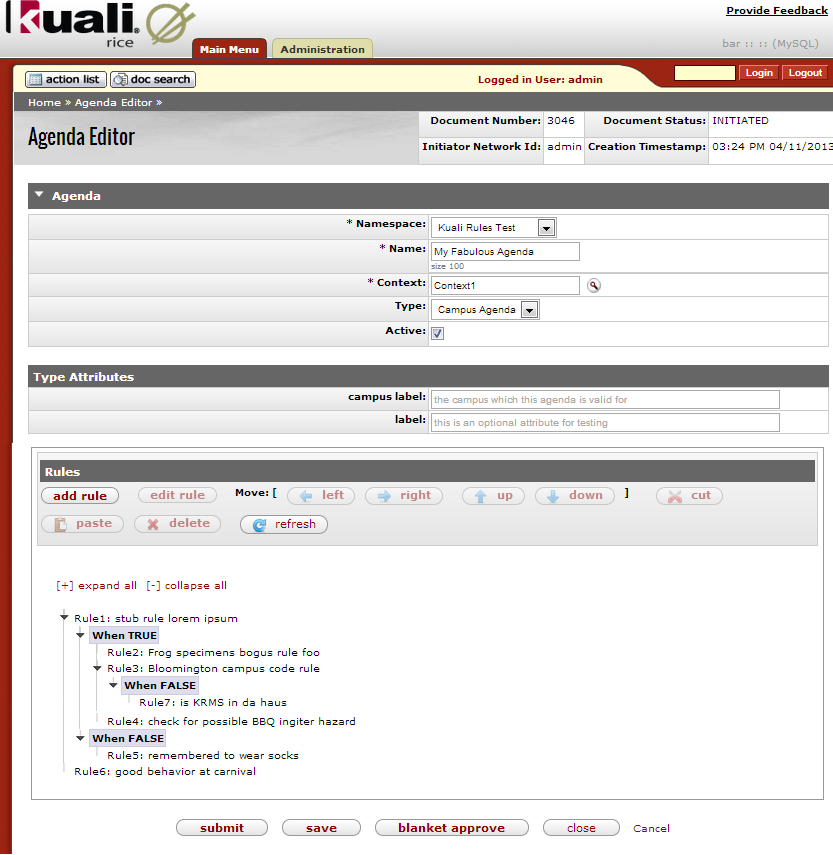 Kuali rice
Provide Feedback
Main Menu Administration
bar :: :: (MySQL)
action list doc search
Logged in User: admin
Login Logout
Home » Agenda Editor »
Agenda Editor
Document Number: 3046 Document Status: INITIATED
Initiator Network Id: admin Creation Timestamp: 03:24 PM 04/11/2013
Agenda
* Namespace: Kuali Rules Test
* Name: My Fabulous Agenda
size 100
* Context: Context1
Type: Campus Agenda
Active:
Type Attributes
campus label: the campus which this agenda is valid for
label: this is an optional attribute for testing
Rules
add rule edit rule Move: [ left right up down ] cut
paste delete refresh
[+] expand all [-] collapse all
Rule1: stub rule lorem ipsum
When TRUE
Rule2: Frog specimens bogus rule foo
Rule3: Bloomington campus code rule
When FALSE
Rule7: is KRMS in da haus
Rule4: check for possible BBQ ingiter hazard
When FALSE
Rule5: remembered to wear socks
Rule6: good behavior at carnival
submit save blanket approve close Cancel